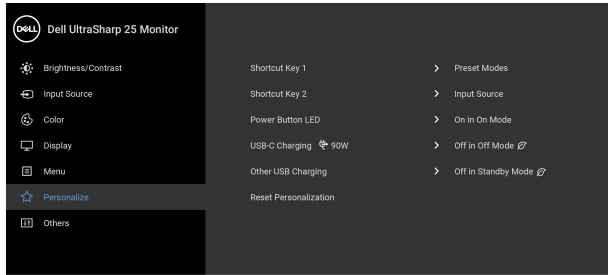 DELL Dell UltraSharp 25 Monitor
Brightness/Contrast
Input Source
Color
Display
Menu
Personalize
Others
Shortcut Key 1 > Preset Modes
Shortcut Key 2 > Input Source
Power Button LED > On in On Mode
USB-C Charging 90W > Off in Off Mode
Other USB Charging > Off in Standby Mode
Reset Personalization